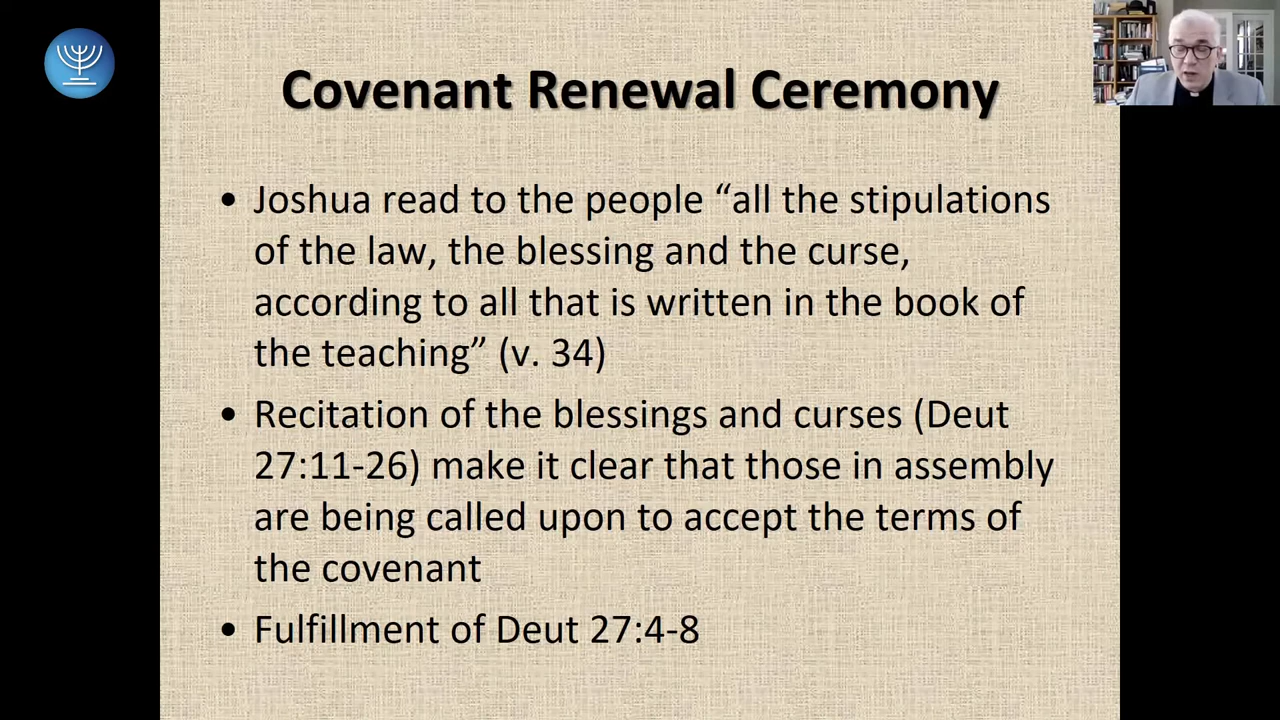 Covenant Renewal Ceremony
• Joshua read to the people “all the stipulations
of the law, the blessing and the curse,
according to all that is written in the book of
the teaching” (v. 34)
• Recitation of the blessings and curses (Deut
27:11-26) make it clear that those in assembly
are being called upon to accept the terms of
the covenant
• Fulfillment of Deut 27:4-8